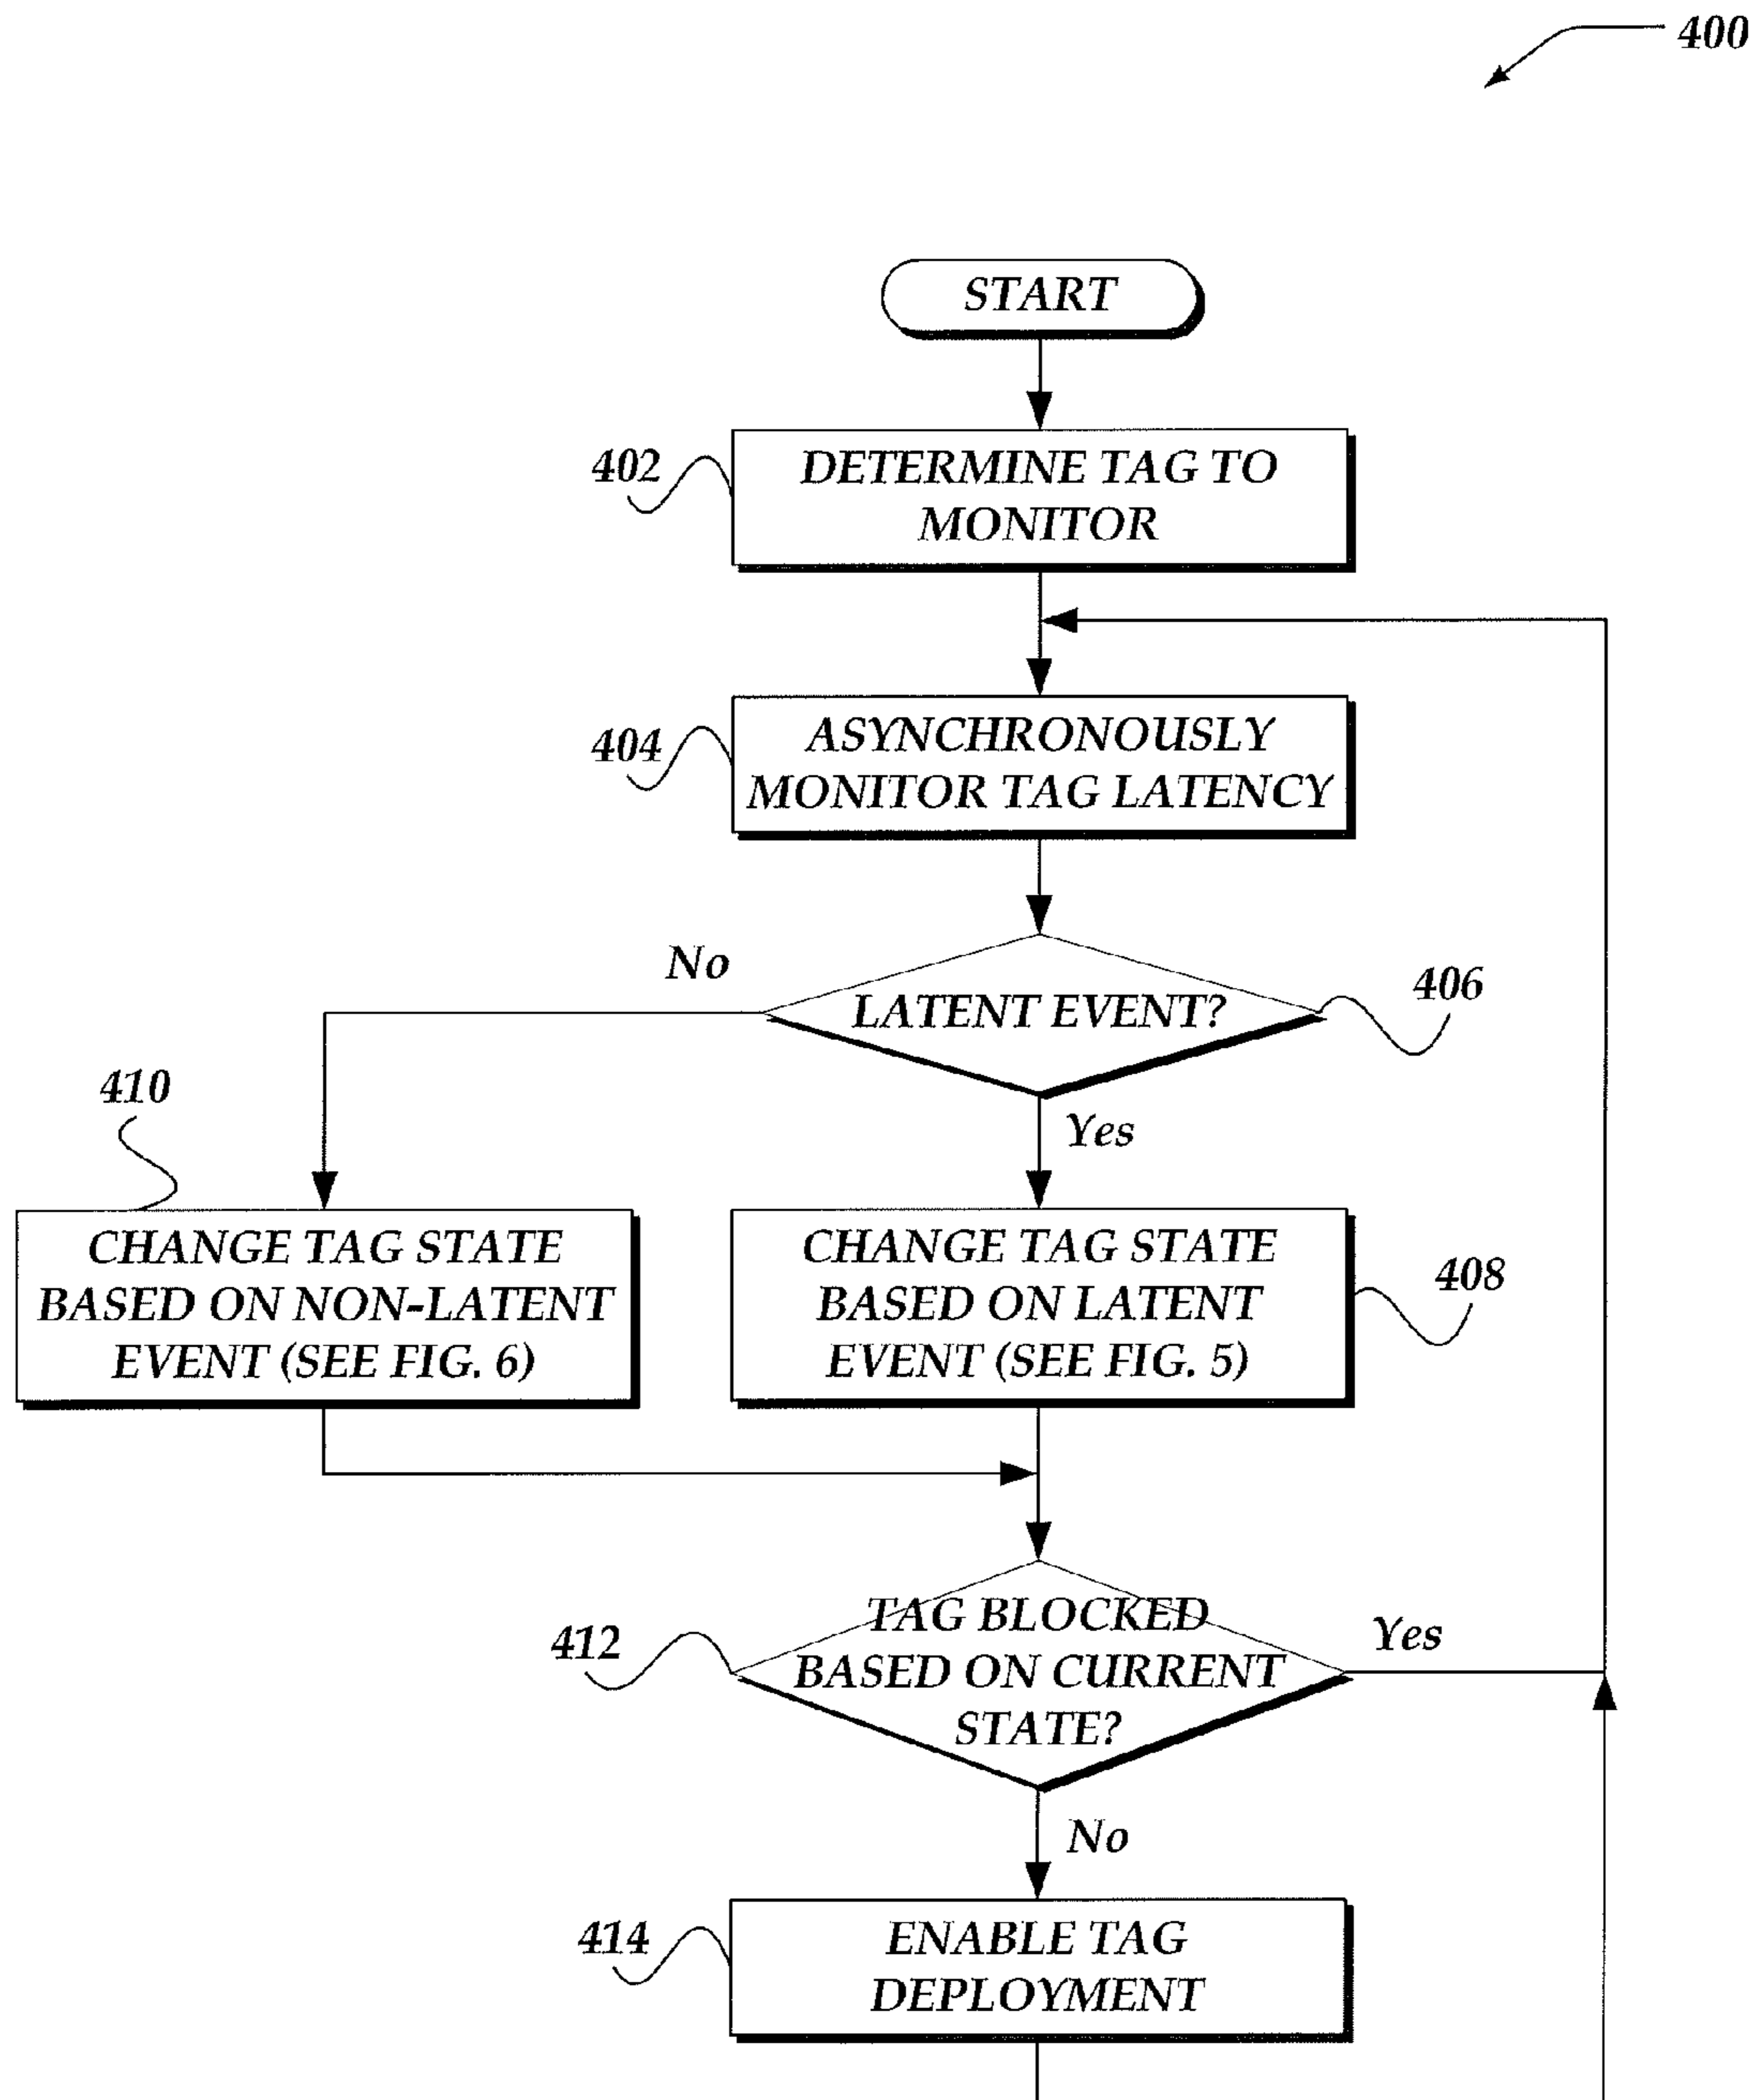 400
START
402
DETERMINE TAG TO
MONITOR
404
ASYNCHRONOUSLY
MONITOR TAG LATENCY
No
LATENT EVENT?
406
Yes
410
CHANGE TAG STATE
BASED ON NON-LATENT
EVENT (SEE FIG. 6)
CHANGE TAG STATE
BASED ON LATENT
EVENT (SEE FIG. 5)
408
412
TAG BLOCKED
BASED ON CURRENT
STATE?
Yes
No
414
ENABLE TAG
DEPLOYMENT